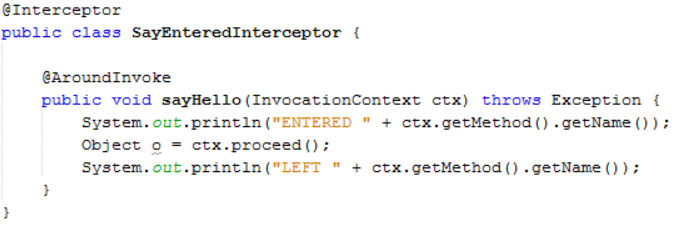 @Interceptor
public class SayEnteredInterceptor {
@AroundInvoke
public void sayHello(InvocationContext ctx) throws Exception {
System.out.println("ENTERED " + ctx.getMethod().getName());
Object o = ctx.proceed();
System.out.println("LEFT " + ctx.getMethod().getName());
}
}